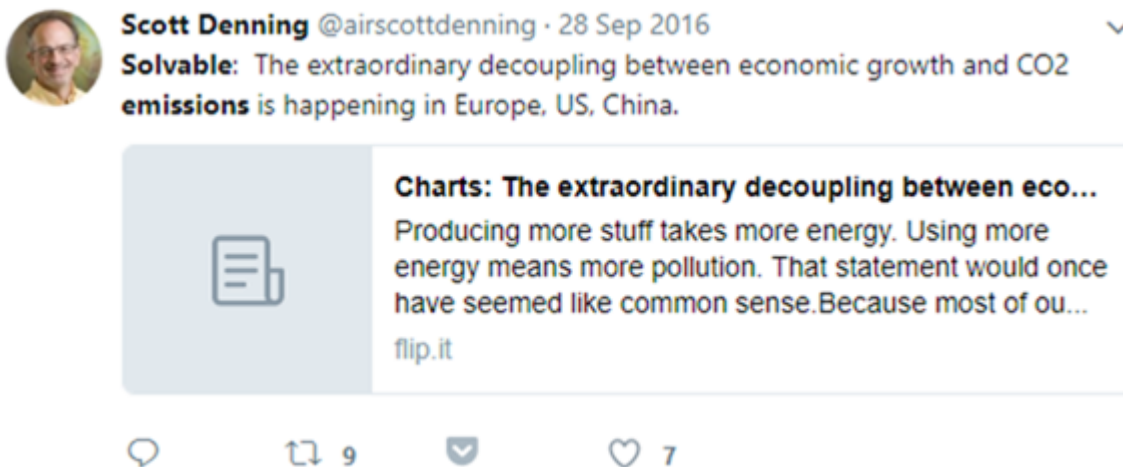 Scott Denning @airscottdenning · 28 Sep 2016
Solvable: The extraordinary decoupling between economic growth and CO2
emissions is happening in Europe, US, China.
Charts: The extraordinary decoupling between eco...
Producing more stuff takes more energy. Using more
energy means more pollution. That statement would once
have seemed like common sense.Because most of ou...
flip.it
9 7